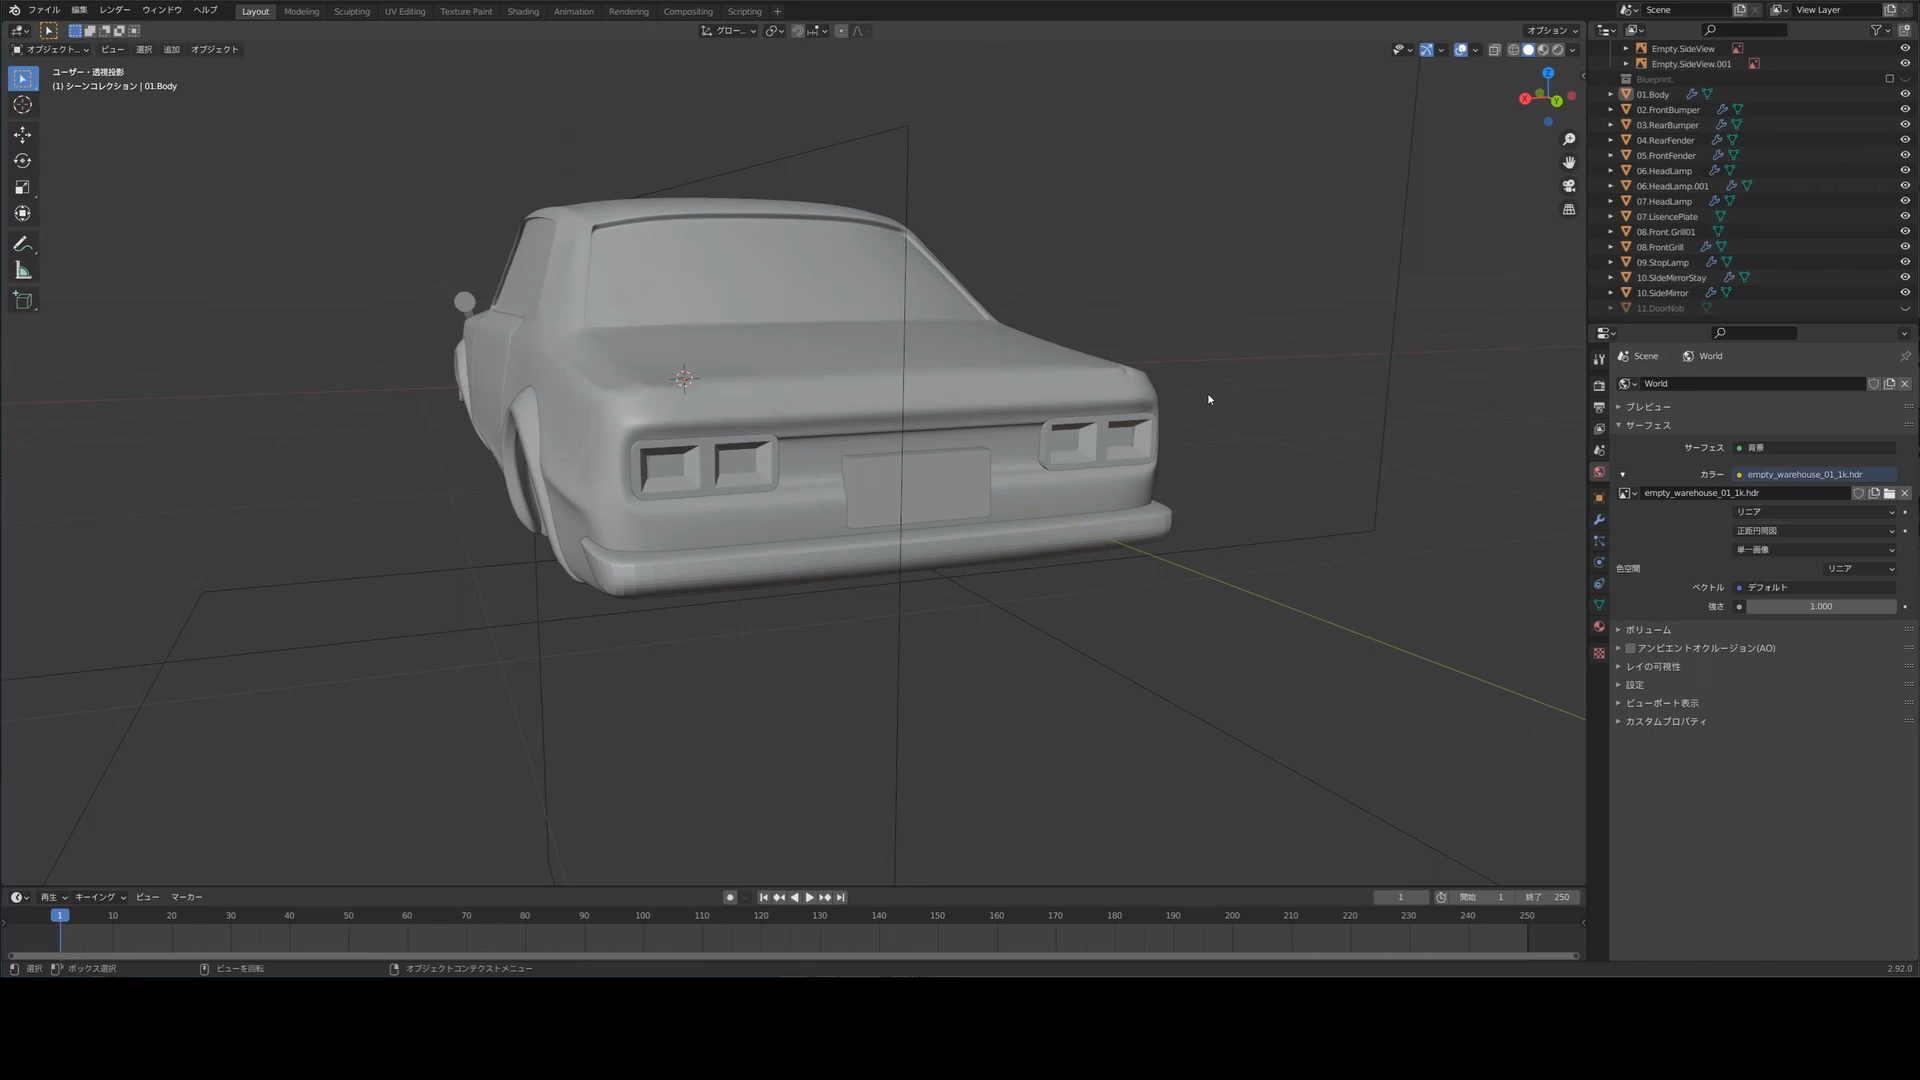 ファイル 編集 レンダー ウィンドウ ヘルプ Layout Modeling Sculpting UV Editing Texture Paint Shading Animation Rendering Compositing Scripting + Scene View Layer
グロー... オプション
オブジェクト... ビュー 選択 追加 オブジェクト
ユーザー・透視投影
(1) シーンコレクション | 01.Body
Z
X
Y
Empty.SideView
Empty.SideView.001
Blueprint.
01.Body
02.FrontBumper
03.RearBumper
04.RearFender
05.FrontFender
06.HeadLamp
06.HeadLamp.001
07.HeadLamp
07.LisencePlate
08.Front.Grill01
08.FrontGrill
09.StopLamp
10.SIdeMirrorStay
10.SideMirror
11.DoorNob
Scene World
World
プレビュー
サーフェス
サーフェス 背景
カラー empty_warehouse_01_1k.hdr
empty_warehouse_01_1k.hdr
リニア
正距円筒図
単一画像
色空間 リニア
ベクトル デフォルト
強さ 1.000
ボリューム
アンビエントオクルージョン(AO)
レイの可視性
設定
ビューポート表示
カスタムプロパティ
再生 キーイング ビュー マーカー 1 開始 1 終了 250
1 10 20 30 40 50 60 70 80 90 100 110 120 130 140 150 160 170 180 190 200 210 220 230 240 250
選択 ボックス選択 ビューを回転 オブジェクトコンテクストメニュー 2.92.0